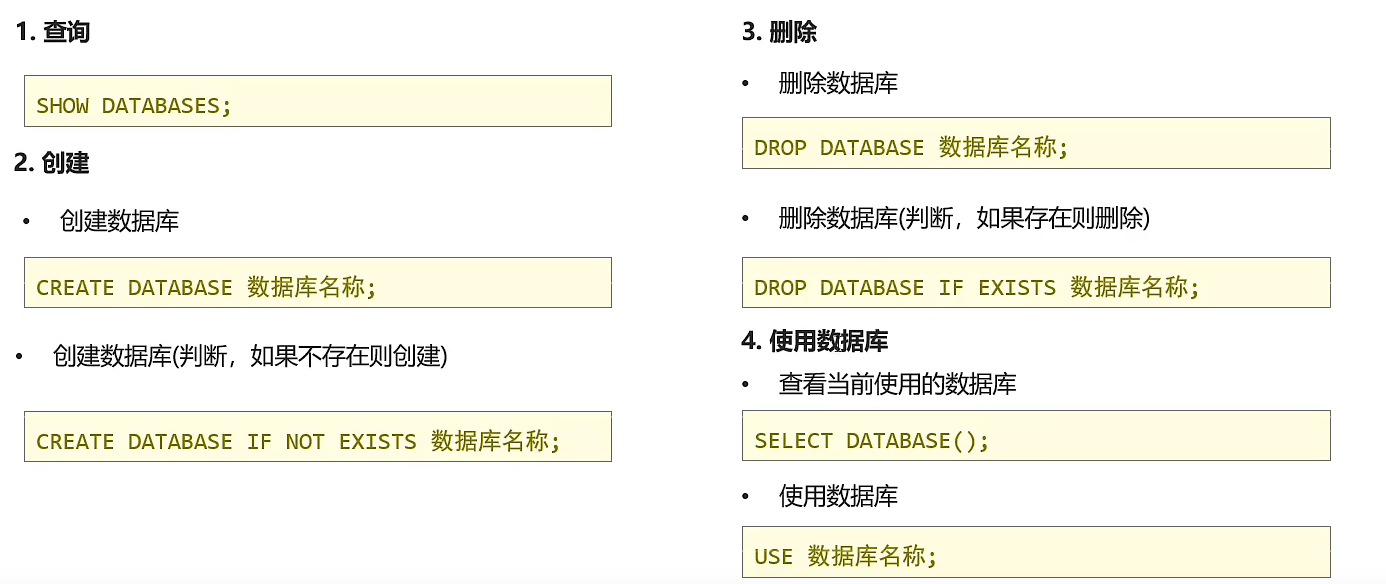 1. 查询
SHOW DATABASES;
2. 创建
• 创建数据库
CREATE DATABASE 数据库名称;
• 创建数据库(判断，如果不存在则创建)
CREATE DATABASE IF NOT EXISTS 数据库名称;
3. 删除
• 删除数据库
DROP DATABASE 数据库名称;
• 删除数据库(判断，如果存在则删除)
DROP DATABASE IF EXISTS 数据库名称;
4. 使用数据库
• 查看当前使用的数据库
SELECT DATABASE();
• 使用数据库
USE 数据库名称;